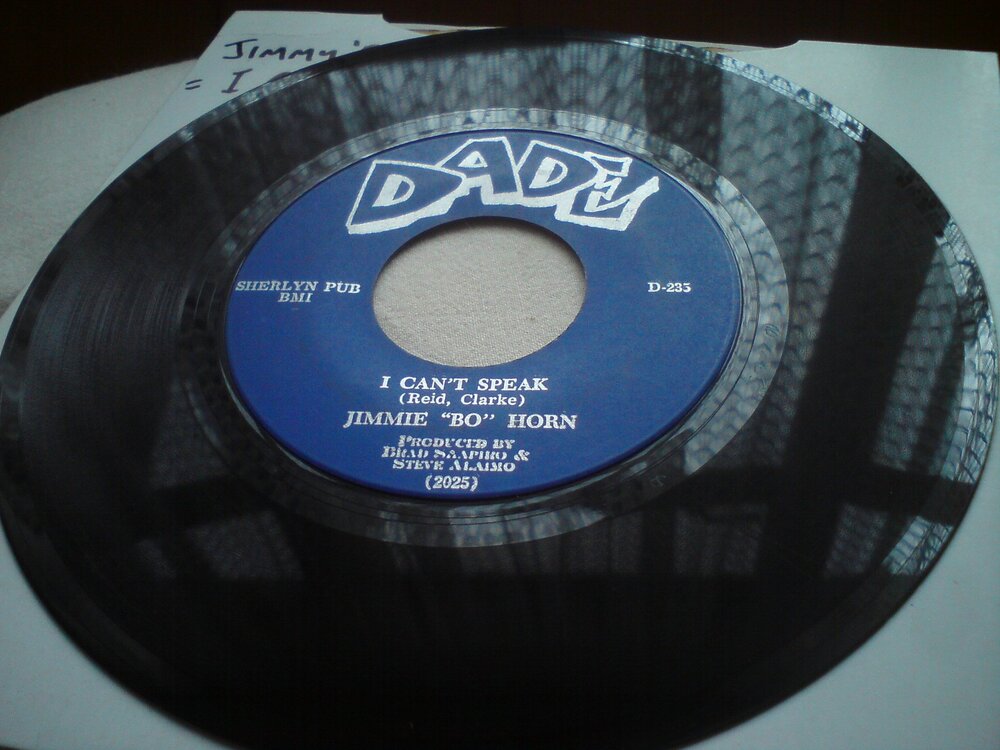 Jimmy's
= I
DADE
SHERLYN PUB
BMI
D-235
I CAN'T SPEAK
(Reid, Clarke)
JIMMIE "BO" HORN
PRODUCED BY
BRAD SAAPIRO &
STEVE ALAIMO
(2025)